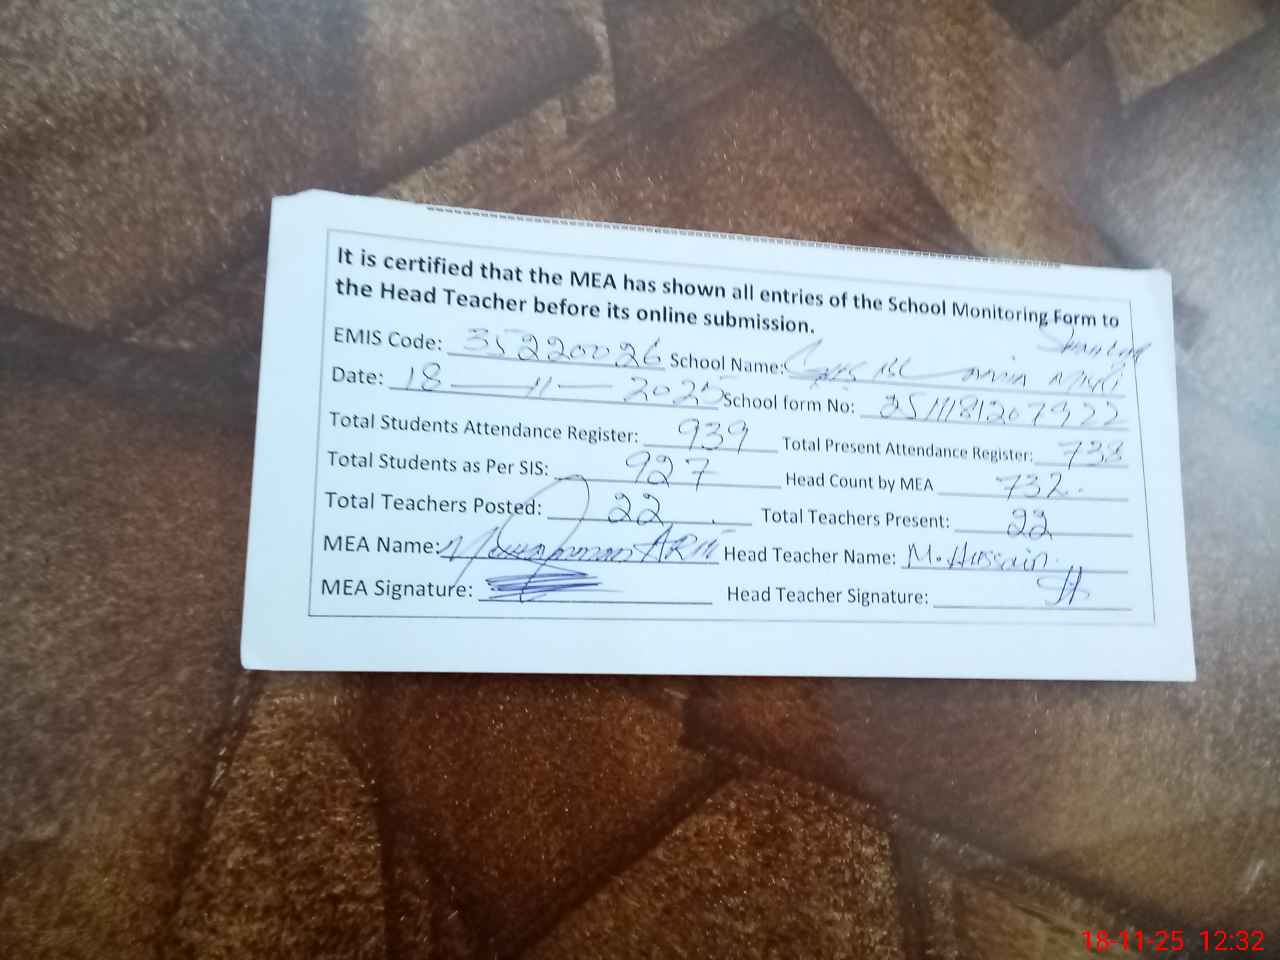 It is certified that the MEA has shown all entries of the School Monitoring Form to
the Head Teacher before its online submission.
EMIS Code: 35220026 School Name:
Date: 18 — 11 — 2025 School form No: 2511181207922
Total Students Attendance Register: 939 Total Present Attendance Register: 738
Total Students as Per SIS: 927 Head Count by MEA 732.
Total Teachers Posted: 22 Total Teachers Present: 22
MEA Name: Head Teacher Name: M. Hussain.
MEA Signature: Head Teacher Signature:
18-11-25 12:32